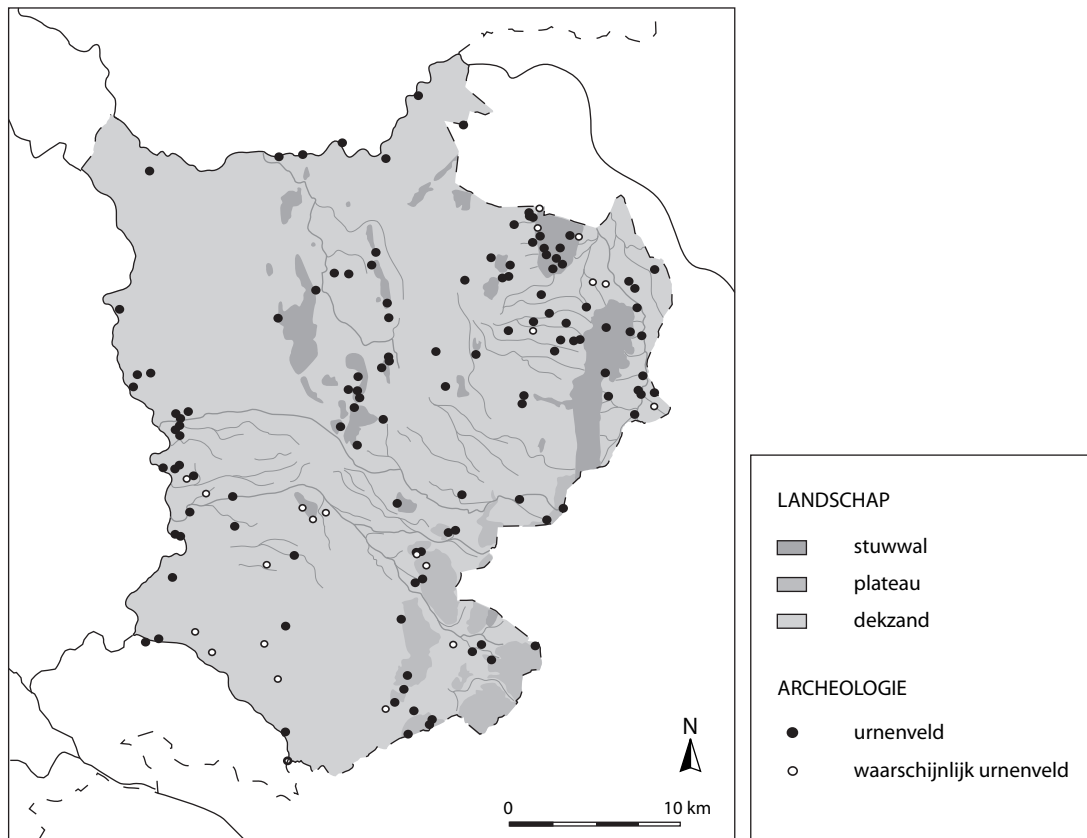 N
0 10 km
LANDSCHAP
stuwwal
plateau
dekzand
ARCHEOLOGIE
urnenveld
waarschijnlijk urnenveld